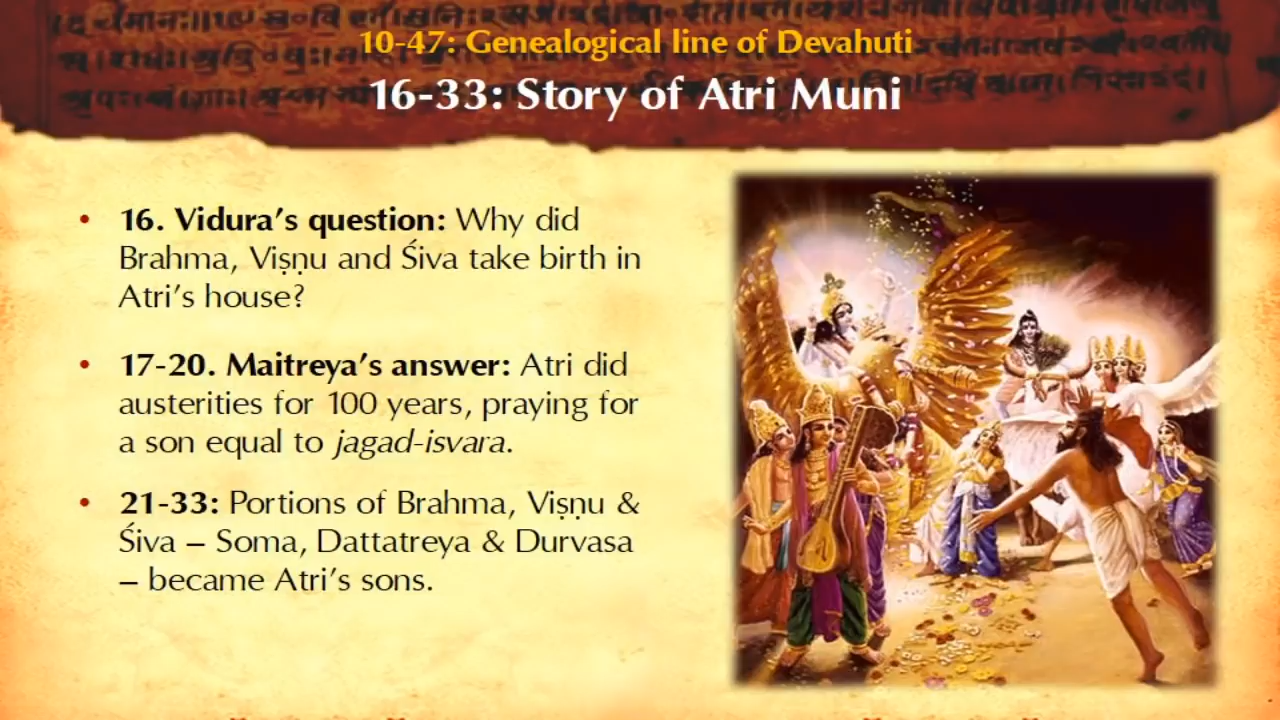 10-47: Genealogical line of Devahuti
16-33: Story of Atri Muni
• 16. Vidura’s question: Why did
Brahma, Viṣṇu and Śiva take birth in
Atri’s house?
• 17-20. Maitreya’s answer: Atri did
austerities for 100 years, praying for
a son equal to jagad-isvara.
• 21-33: Portions of Brahma, Viṣṇu &
Śiva – Soma, Dattatreya & Durvasa
– became Atri’s sons.